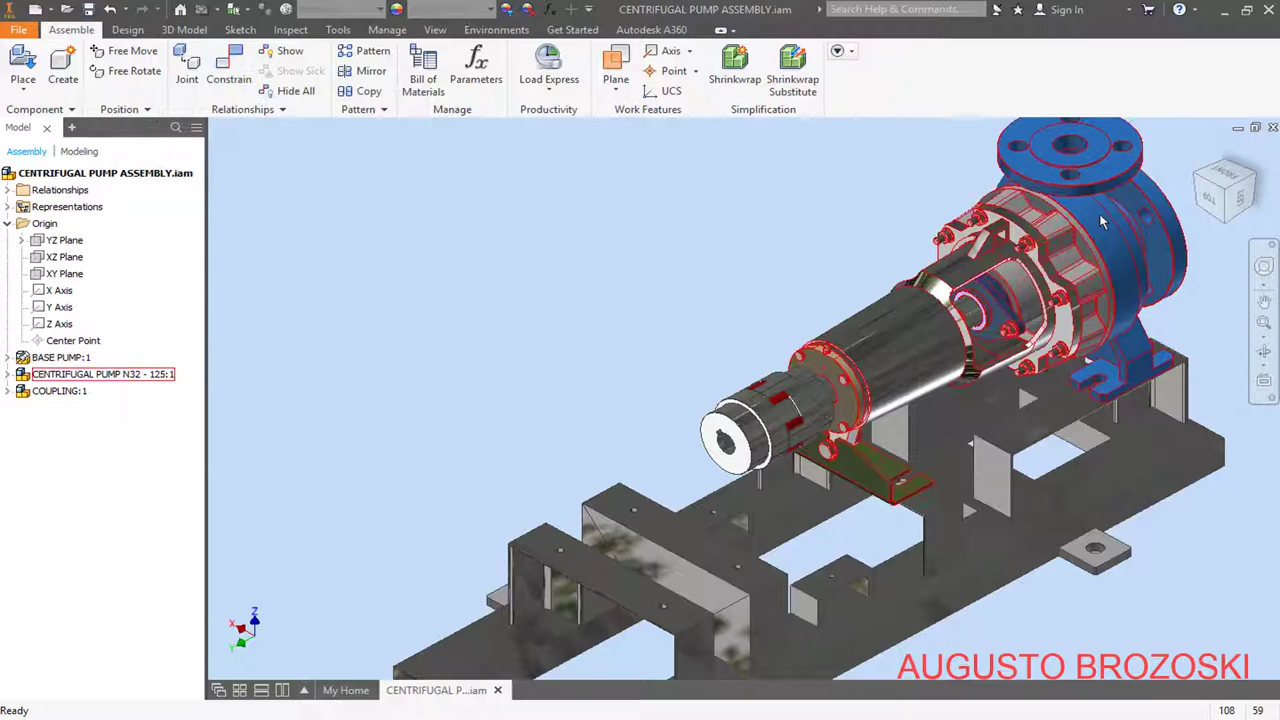 CENTRIFUGAL PUMP ASSEMBLY.iam
Search Help & Commands...
Sign In
File
Assemble
Design
3D Model
Sketch
Inspect
Tools
Manage
View
Environments
Get Started
Autodesk A360
Place
Create
Free Move
Free Rotate
Component
Position
Joint
Constrain
Show
Show Sick
Hide All
Relationships
Pattern
Mirror
Copy
Pattern
Bill of
Materials
Parameters
Manage
Load Express
Productivity
Plane
Axis
Point
UCS
Work Features
Shrinkwrap
Shrinkwrap
Substitute
Simplification
Model
Assembly
Modeling
CENTRIFUGAL PUMP ASSEMBLY.iam
Relationships
Representations
Origin
YZ Plane
XZ Plane
XY Plane
X Axis
Y Axis
Z Axis
Center Point
BASE PUMP:1
CENTRIFUGAL PUMP N32 - 125:1
COUPLING:1
Z
X
Y
AUGUSTO BROZOSKI
My Home
CENTRIFUGAL P...iam
Ready
108
59